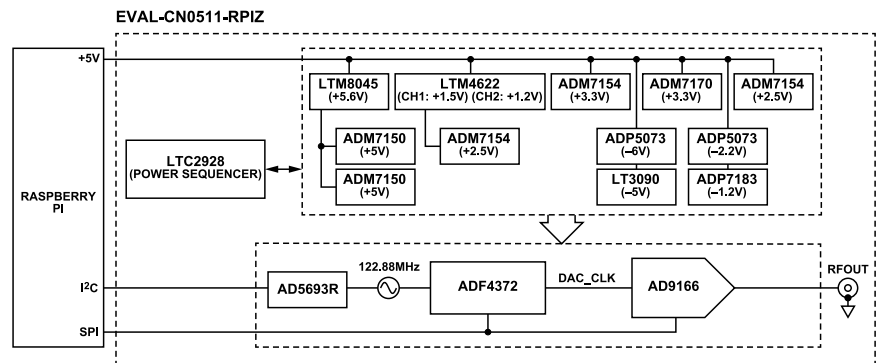 EVAL-CN0511-RPIZ
+5V
LTM8045
(+5.6V)
LTM4622
(CH1: +1.5V) (CH2: +1.2V)
ADM7154
(+3.3V)
ADM7170
(+3.3V)
ADM7154
(+2.5V)
ADM7150
(+5V)
ADM7154
(+2.5V)
ADP5073
(–6V)
ADP5073
(–2.2V)
LTC2928
(POWER SEQUENCER)
ADM7150
(+5V)
LT3090
(–5V)
ADP7183
(–1.2V)
RASPBERRY
PI
I²C
AD5693R
122.88MHz
ADF4372
DAC_CLK
AD9166
RFOUT
SPI